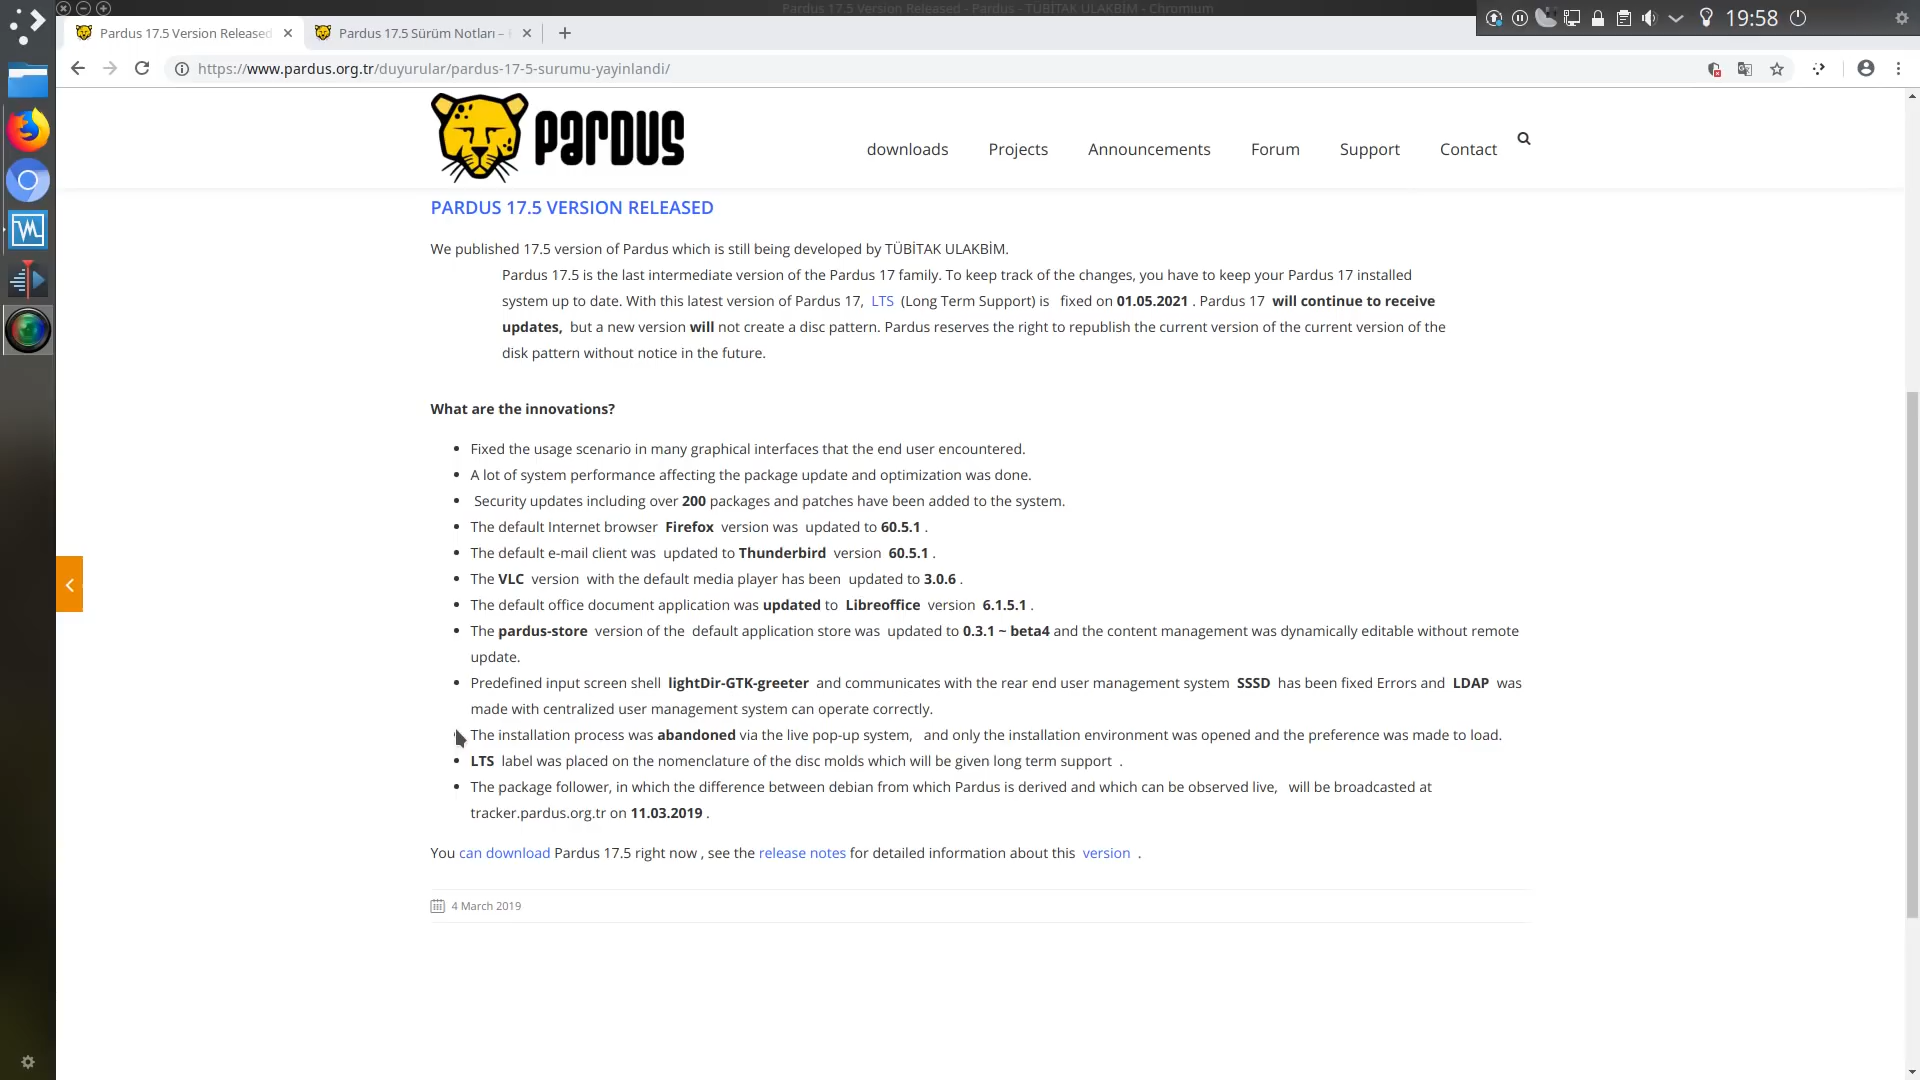 Pardus 17.5 Version Released - Pardus - TÜBİTAK ULAKBİM - Chromium
19:58
Pardus 17.5 Version Released
Pardus 17.5 Sürüm Notları –
https://www.pardus.org.tr/duyurular/pardus-17-5-surumu-yayinlandi/
parDUS
downloads
Projects
Announcements
Forum
Support
Contact
PARDUS 17.5 VERSION RELEASED
We published 17.5 version of Pardus which is still being developed by TÜBİTAK ULAKBİM.
Pardus 17.5 is the last intermediate version of the Pardus 17 family. To keep track of the changes, you have to keep your Pardus 17 installed
system up to date. With this latest version of Pardus 17, LTS (Long Term Support) is fixed on 01.05.2021 . Pardus 17 will continue to receive
updates, but a new version will not create a disc pattern. Pardus reserves the right to republish the current version of the current version of the
disk pattern without notice in the future.
What are the innovations?
• Fixed the usage scenario in many graphical interfaces that the end user encountered.
• A lot of system performance affecting the package update and optimization was done.
• Security updates including over 200 packages and patches have been added to the system.
• The default Internet browser Firefox version was updated to 60.5.1 .
• The default e-mail client was updated to Thunderbird version 60.5.1 .
• The VLC version with the default media player has been updated to 3.0.6 .
• The default office document application was updated to Libreoffice version 6.1.5.1 .
• The pardus-store version of the default application store was updated to 0.3.1 ~ beta4 and the content management was dynamically editable without remote
update.
• Predefined input screen shell lightDir-GTK-greeter and communicates with the rear end user management system SSSD has been fixed Errors and LDAP was
made with centralized user management system can operate correctly.
The installation process was abandoned via the live pop-up system, and only the installation environment was opened and the preference was made to load.
• LTS label was placed on the nomenclature of the disc molds which will be given long term support .
• The package follower, in which the difference between debian from which Pardus is derived and which can be observed live, will be broadcasted at
tracker.pardus.org.tr on 11.03.2019 .
You can download Pardus 17.5 right now , see the release notes for detailed information about this version .
4 March 2019